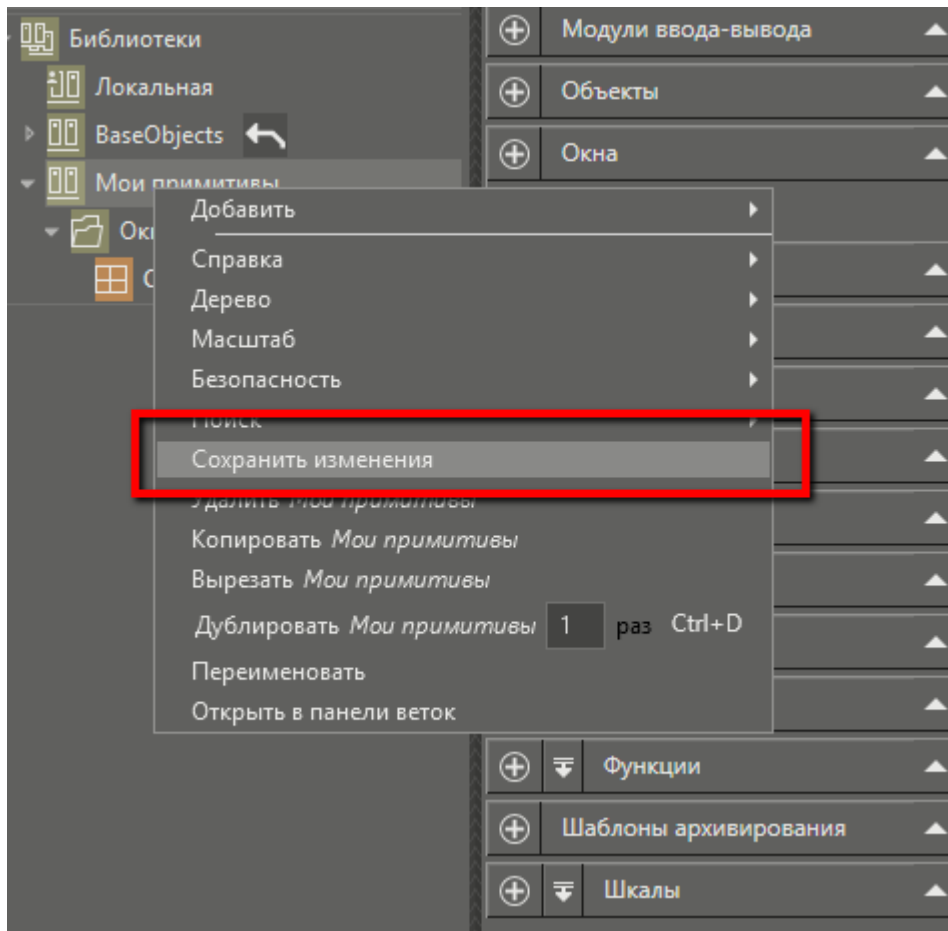 Библиотеки
Локальная
BaseObjects
Мои примитивы
Добавить
Справка
Дерево
Масштаб
Безопасность
Поиск
Сохранить изменения
Удалить Мои примитивы
Копировать Мои примитивы
Вырезать Мои примитивы
Дублировать Мои примитивы 1 раз Ctrl+D
Переименовать
Открыть в панели веток
Модули ввода-вывода
Объекты
Окна
Функции
Шаблоны архивирования
Шкалы